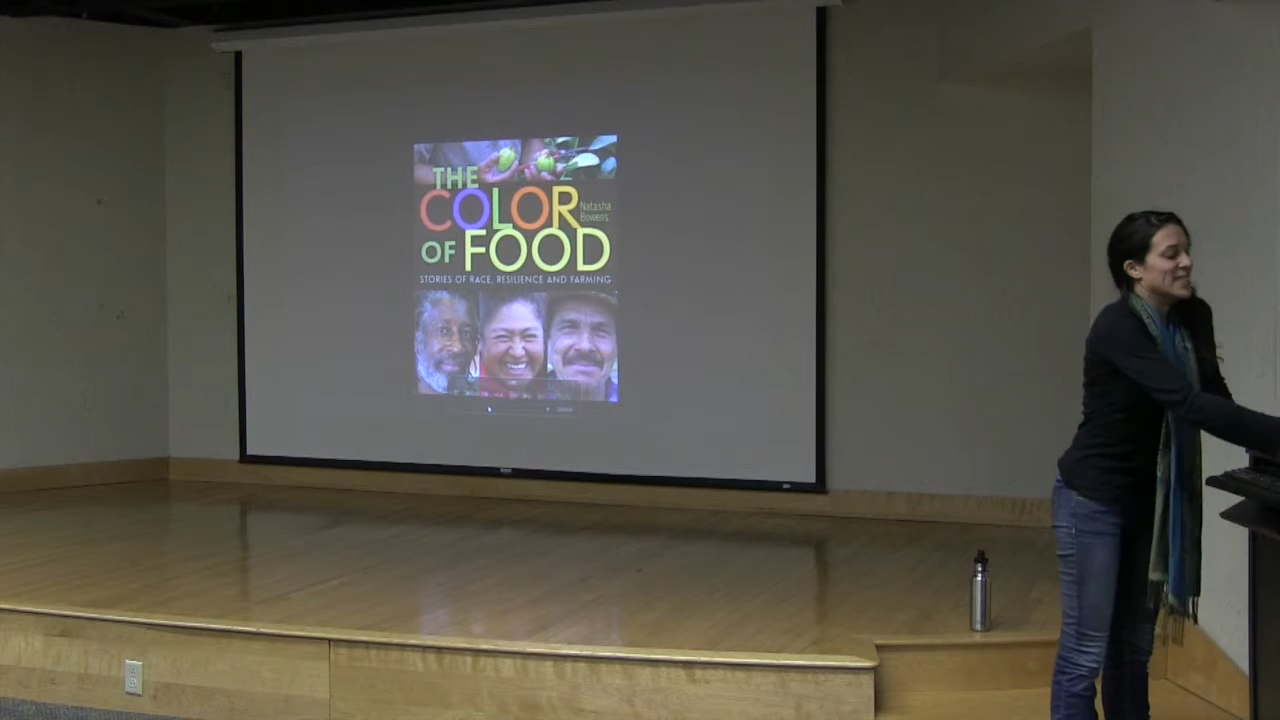 THE
COLOR
Natasha
Bowens
OF FOOD
STORIES OF RACE, RESILIENCE AND FARMING